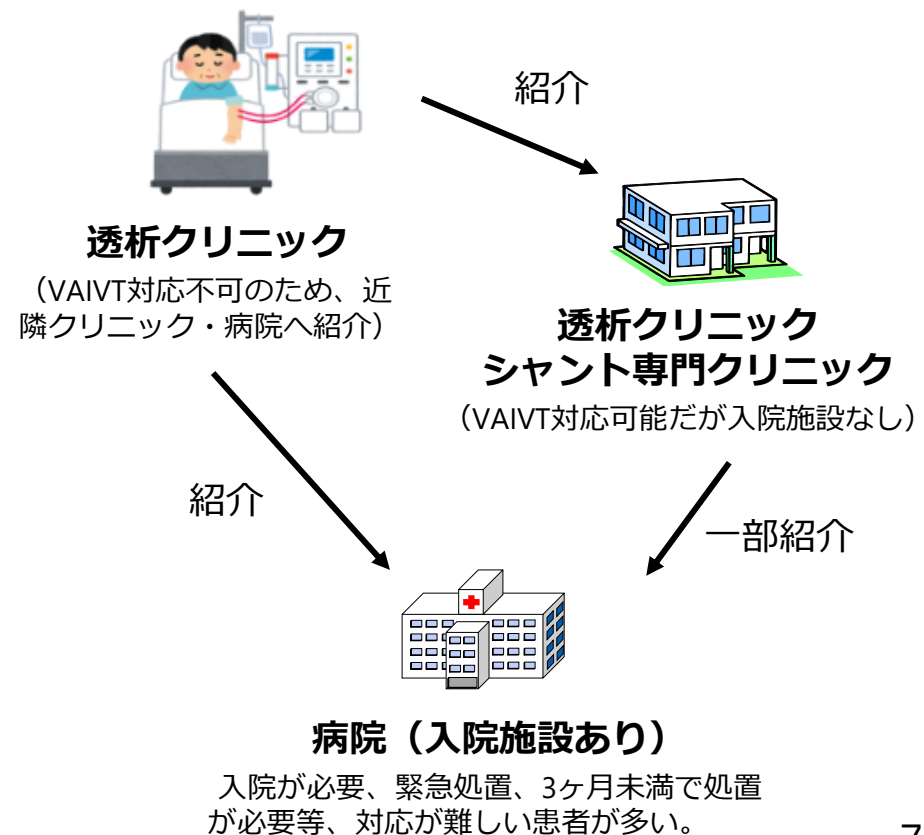 紹介
透析クリニック
（VAIVT対応不可のため、近
隣クリニック・病院へ紹介）
透析クリニック
シャント専門クリニック
（VAIVT対応可能だが入院施設なし）
紹介
一部紹介
病院（入院施設あり）
入院が必要、緊急処置、3ヶ月未満で処置
が必要等、対応が難しい患者が多い。